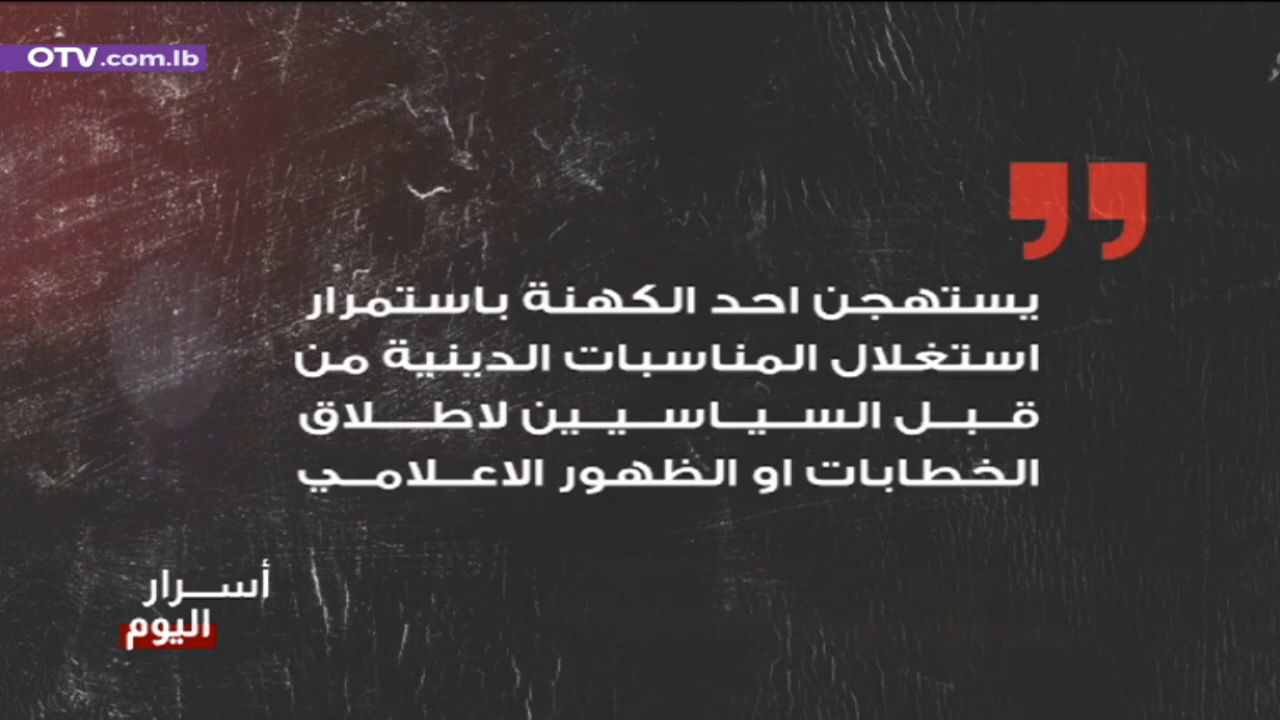 OTV.com.lb
يستهجن احد الكهنة باستمرار
استغلال المناسبات الدينية من
قبل السياسيين لاطلاق
الخطابات او الظهور الاعلامي
أسرار
اليوم